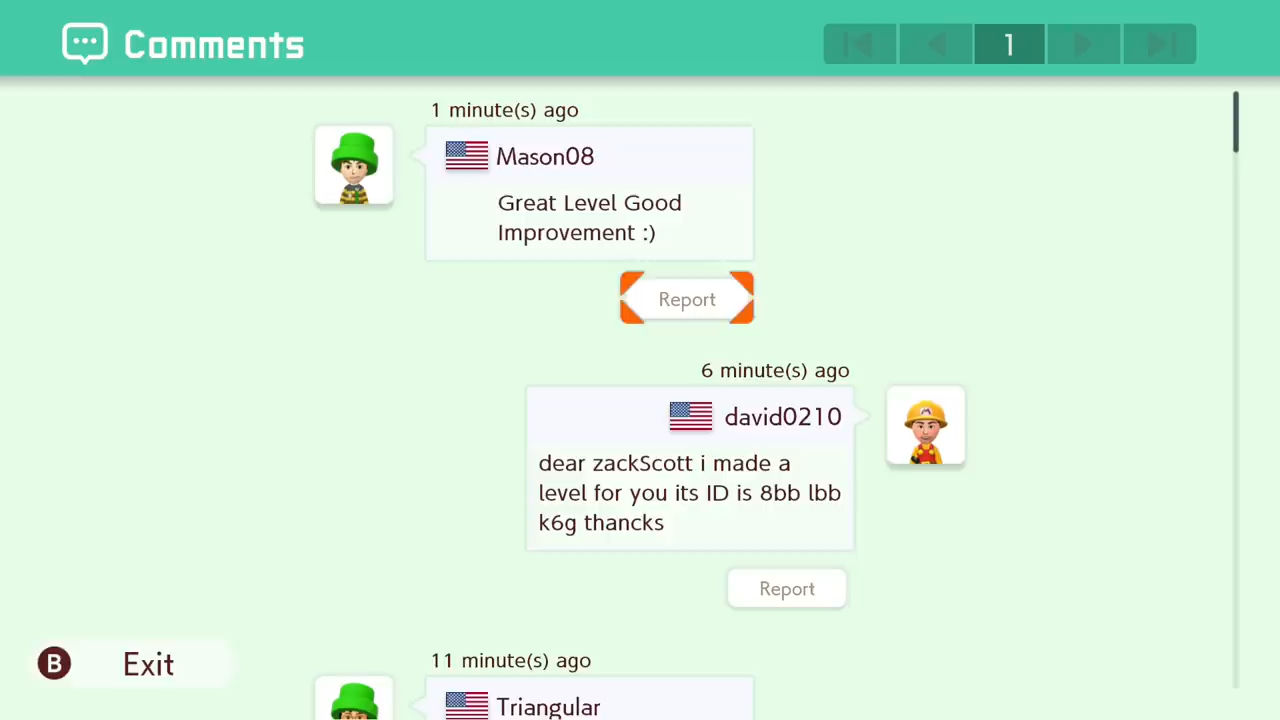 Comments
1
1 minute(s) ago
Mason08
Great Level Good
Improvement :)
Report
6 minute(s) ago
david0210
dear zackScott i made a
level for you its ID is 8bb lbb
k6g thancks
Report
B Exit
11 minute(s) ago
Triangular